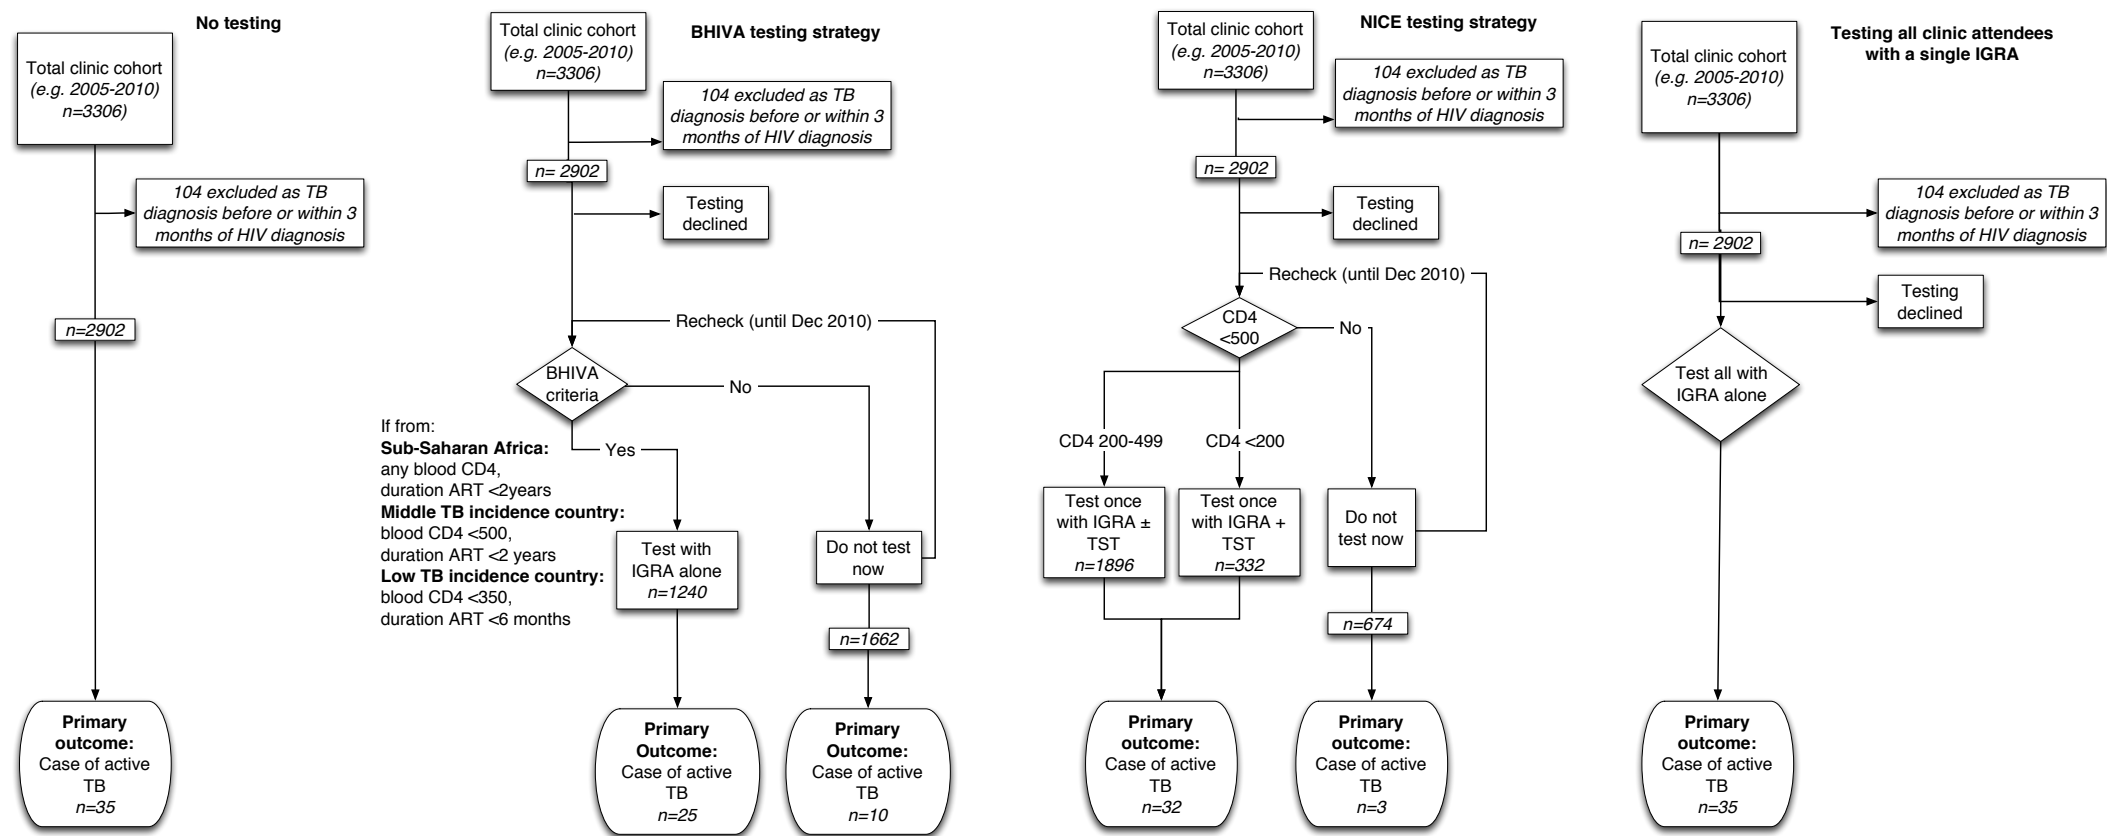 No testing
Total clinic cohort
(e.g. 2005-2010)
n=3306)
104 excluded as TB
diagnosis before or within 3
months of HIV diagnosis
n=2902
Primary
outcome:
Case of active
TB
n=35
BHIVA testing strategy
Total clinic cohort
(e.g. 2005-2010)
n=3306)
104 excluded as TB
diagnosis before or within 3
months of HIV diagnosis
n= 2902
Testing
declined
Recheck (until Dec 2010)
BHIVA
criteria
No
Yes
If from:
Sub-Saharan Africa:
any blood CD4,
duration ART <2years
Middle TB incidence country:
blood CD4 <500,
duration ART <2 years
Low TB incidence country:
blood CD4 <350,
duration ART <6 months
Test with
IGRA alone
n=1240
Do not test
now
n=1662
Primary
Outcome:
Case of active
TB
n=25
Primary
Outcome:
Case of active
TB
n=10
NICE testing strategy
Total clinic cohort
(e.g. 2005-2010)
n=3306)
104 excluded as TB
diagnosis before or within 3
months of HIV diagnosis
n= 2902
Testing
declined
Recheck (until Dec 2010)
CD4
<500
No
CD4 200-499
CD4 <200
Test once
with IGRA ±
TST
n=1896
Test once
with IGRA +
TST
n=332
Do not
test now
n=674
Primary
outcome:
Case of active
TB
n=32
Primary
outcome:
Case of active
TB
n=3
Testing all clinic attendees
with a single IGRA
Total clinic cohort
(e.g. 2005-2010)
n=3306)
104 excluded as TB
diagnosis before or within 3
months of HIV diagnosis
n= 2902
Testing
declined
Test all with
IGRA alone
Primary
outcome:
Case of active
TB
n=35